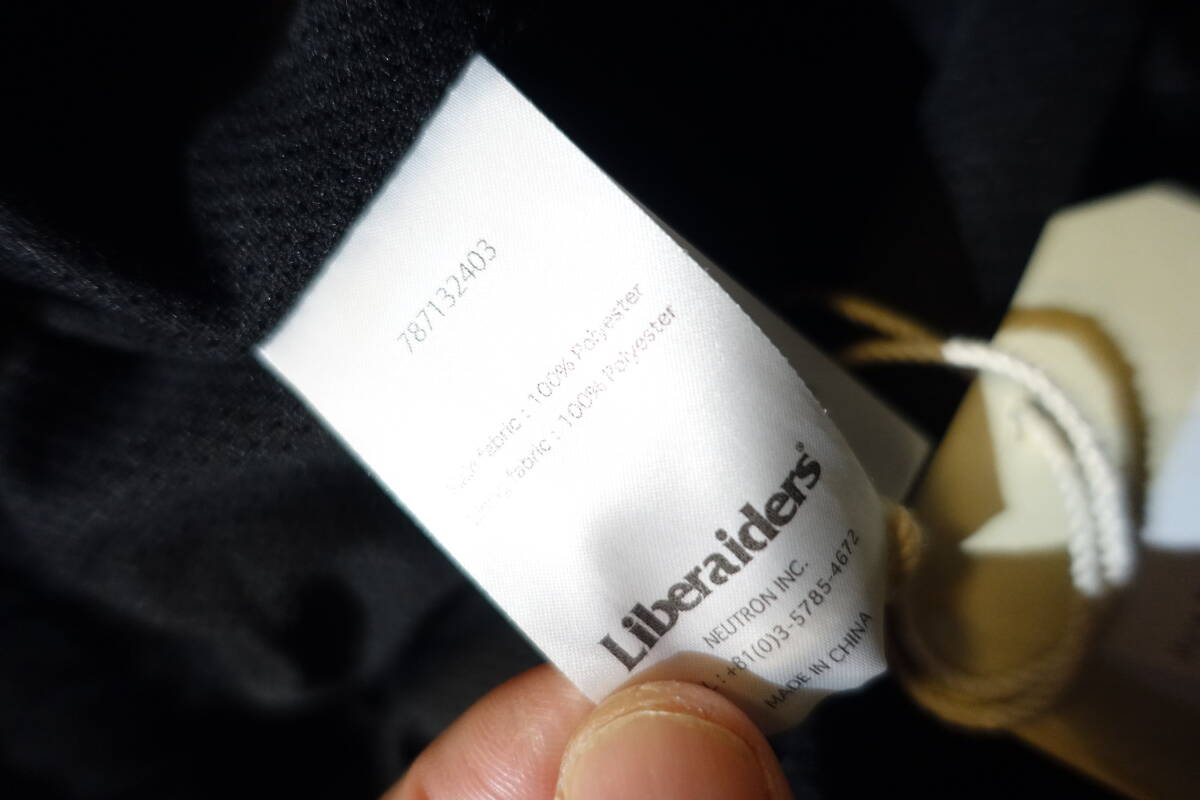 787132403
fabric : 100% Polyester
fabric : 100% Polyester
Liberaiders®
NEUTRON INC.
: +81(0)3-5785-4672
MADE IN CHINA